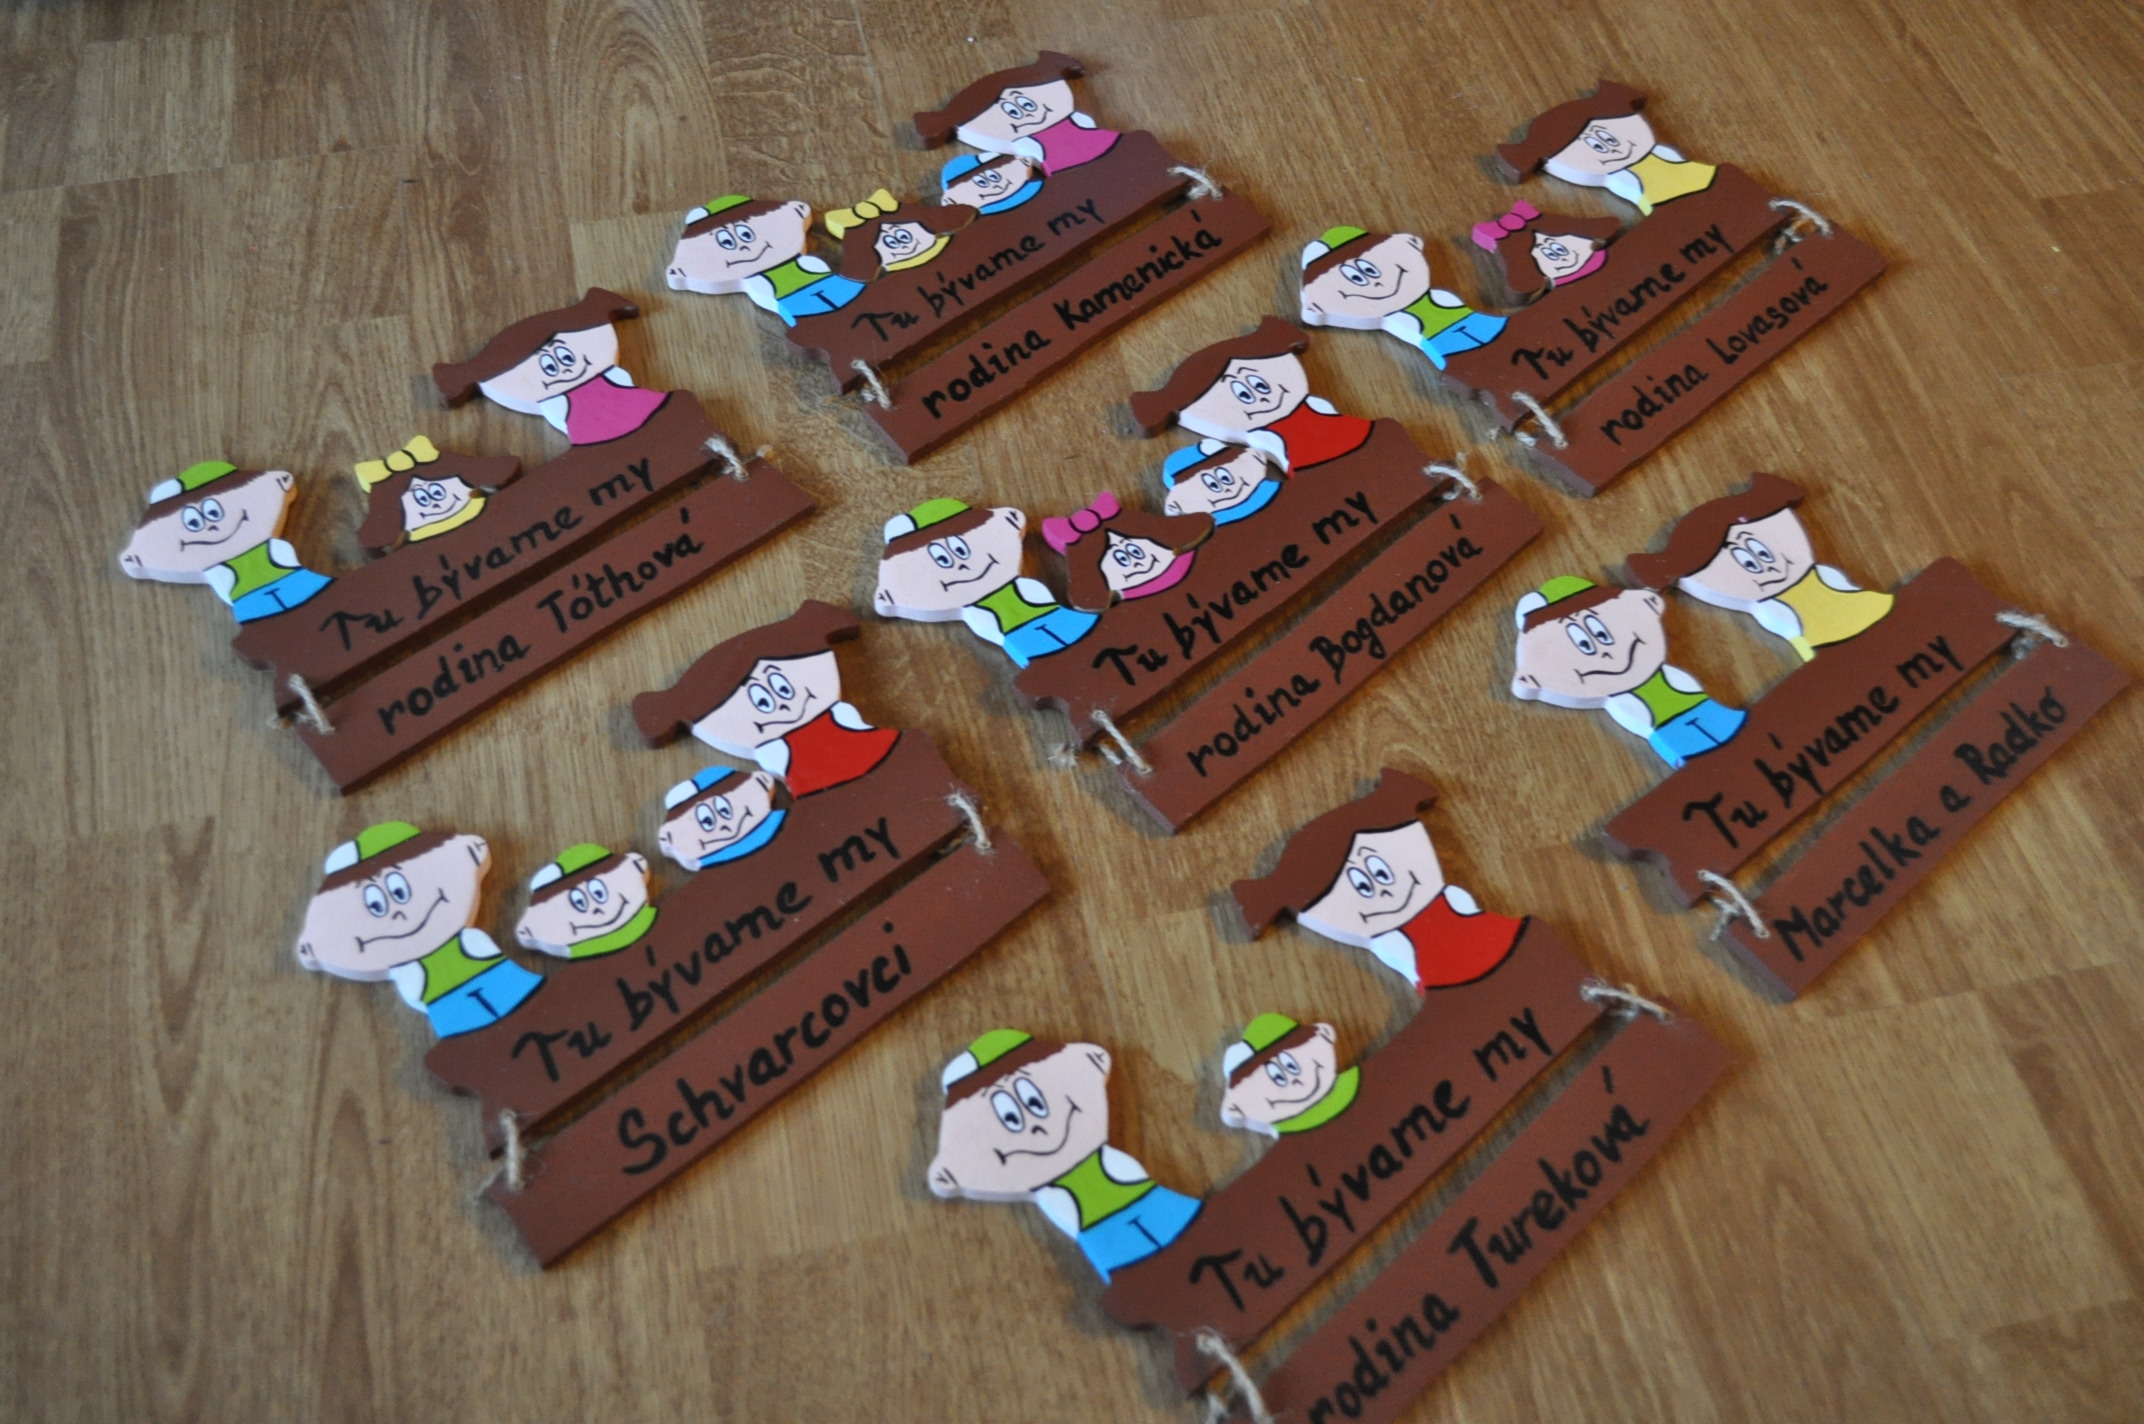 Tu bývame my
rodina Kamenická
Tu bývame my
rodina Lovasová
Tu bývame my
rodina Tóthová
Tu bývame my
rodina Bogdanová
Tu bývame my
Marcelka a Radko
Tu bývame my
Schvarcovci
Tu bývame my
rodina Tureková